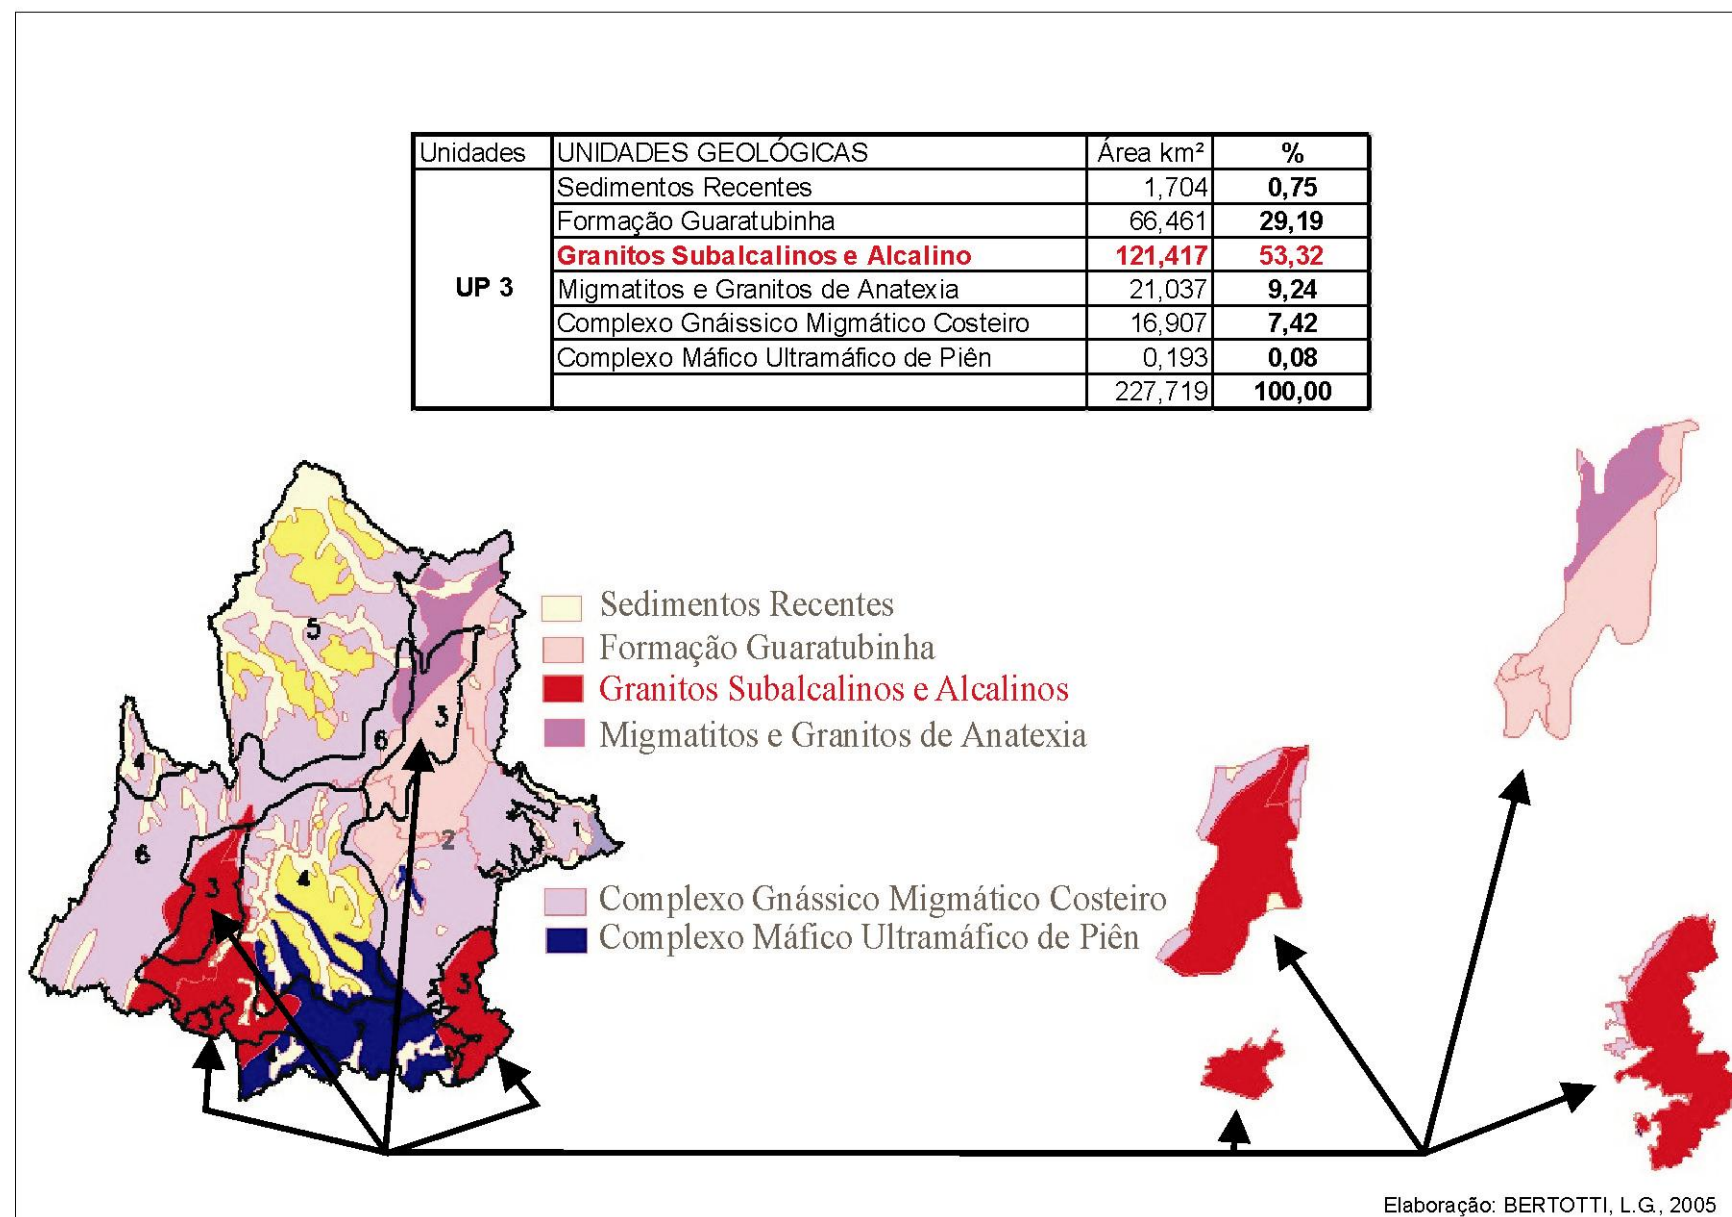 Unidades UNIDADES GEOLÓGICAS Área km² %
Sedimentos Recentes 1,704 0,75
Formação Guaratubinha 66,461 29,19
Granitos Subalcalinos e Alcalino 121,417 53,32
UP 3 Migmatitos e Granitos de Anatexia 21,037 9,24
Complexo Gnáissico Migmático Costeiro 16,907 7,42
Complexo Máfico Ultramáfico de Piên 0,193 0,08
227,719 100,00
Sedimentos Recentes
Formação Guaratubinha
Granitos Subalcalinos e Alcalinos
Migmatitos e Granitos de Anatexia
Complexo Gnássico Migmático Costeiro
Complexo Máfico Ultramáfico de Piên
5
3
6
4
1
2
6
4
3
3
3
Elaboração: BERTOTTI, L.G., 2005